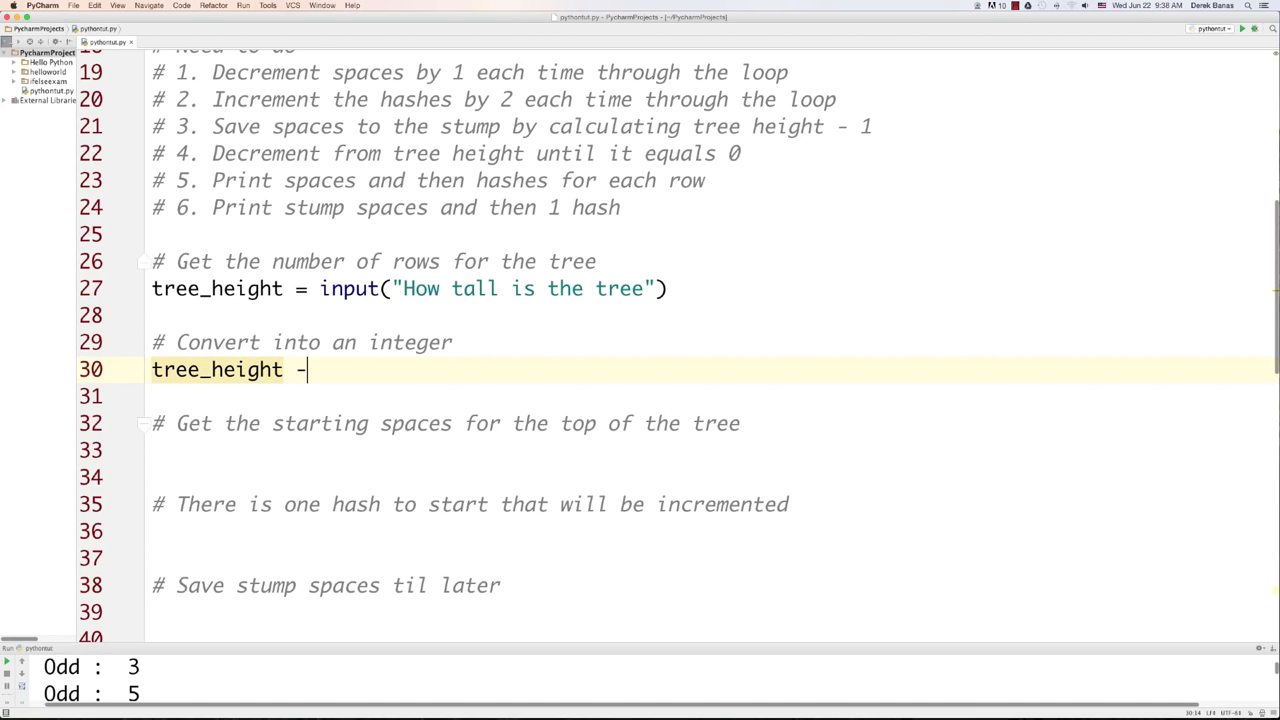 PyCharm File Edit View Navigate Code Refactor Run Tools VCS Window Help 10 Wed Jun 22 9:38 AM Derek Banas
pythontut.py - PycharmProjects - [~/PycharmProjects]
PycharmProjects pythontut.py pythontut
pythontut.py
PycharmProject
Hello Python
helloworld
ifelseexam
pythontut.py
External Librarie
18 # Need to do
19 # 1. Decrement spaces by 1 each time through the loop
20 # 2. Increment the hashes by 2 each time through the loop
21 # 3. Save spaces to the stump by calculating tree height - 1
22 # 4. Decrement from tree height until it equals 0
23 # 5. Print spaces and then hashes for each row
24 # 6. Print stump spaces and then 1 hash
25
26 # Get the number of rows for the tree
27 tree_height = input("How tall is the tree")
28
29 # Convert into an integer
30 tree_height -
31
32 # Get the starting spaces for the top of the tree
33
34
35 # There is one hash to start that will be incremented
36
37
38 # Save stump spaces til later
39
40
Run pythontut
Odd : 3
Odd : 5
30:14 LF UTF-8